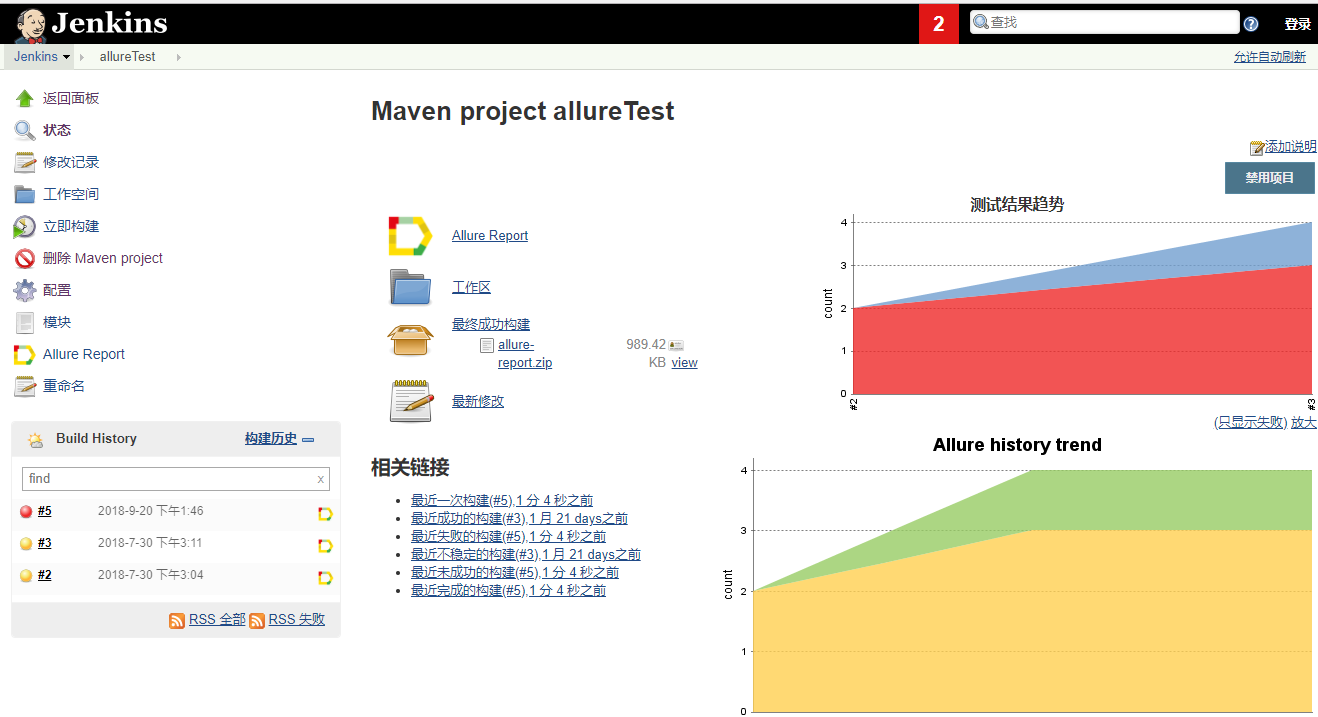 Jenkins
2
查找
登录
Jenkins
allureTest
允许自动刷新
返回面板
状态
修改记录
工作空间
立即构建
删除 Maven project
配置
模块
Allure Report
重命名
Build History
构建历史
find
x
#5
2018-9-20 下午1:46
#3
2018-7-30 下午3:11
#2
2018-7-30 下午3:04
RSS 全部
RSS 失败
Maven project allureTest
添加说明
禁用项目
Allure Report
工作区
最终成功构建
allure-
report.zip
989.42
KB
view
最新修改
相关链接
最近一次构建(#5),1 分 4 秒之前
最近成功的构建(#3),1 月 21 days之前
最近失败的构建(#5),1 分 4 秒之前
最近不稳定的构建(#3),1 月 21 days之前
最近未成功的构建(#5),1 分 4 秒之前
最近完成的构建(#5),1 分 4 秒之前
测试结果趋势
4
3
2
1
0
count
#2
#3
(只显示失败) 放大
Allure history trend
4
3
2
1
0
count